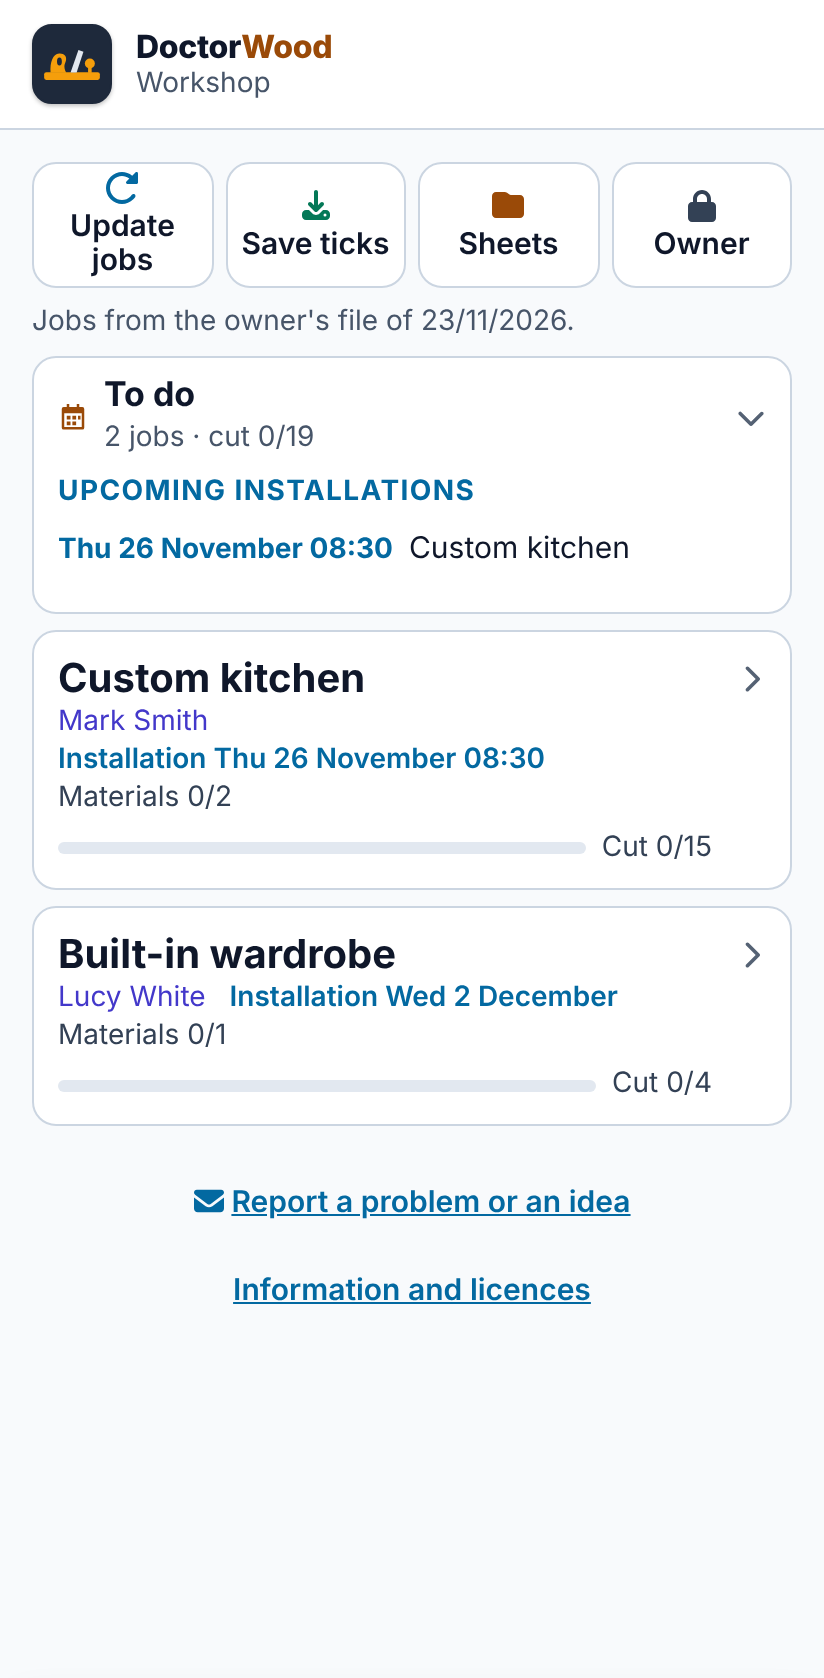 DoctorWood
Workshop
Update
jobs
Save ticks
Sheets
Owner
Jobs from the owner's file of 23/11/2026.
To do
2 jobs · cut 0/19
UPCOMING INSTALLATIONS
Thu 26 November 08:30 Custom kitchen
Custom kitchen
Mark Smith
Installation Thu 26 November 08:30
Materials 0/2
Cut 0/15
Built-in wardrobe
Lucy White Installation Wed 2 December
Materials 0/1
Cut 0/4
Report a problem or an idea
Information and licences